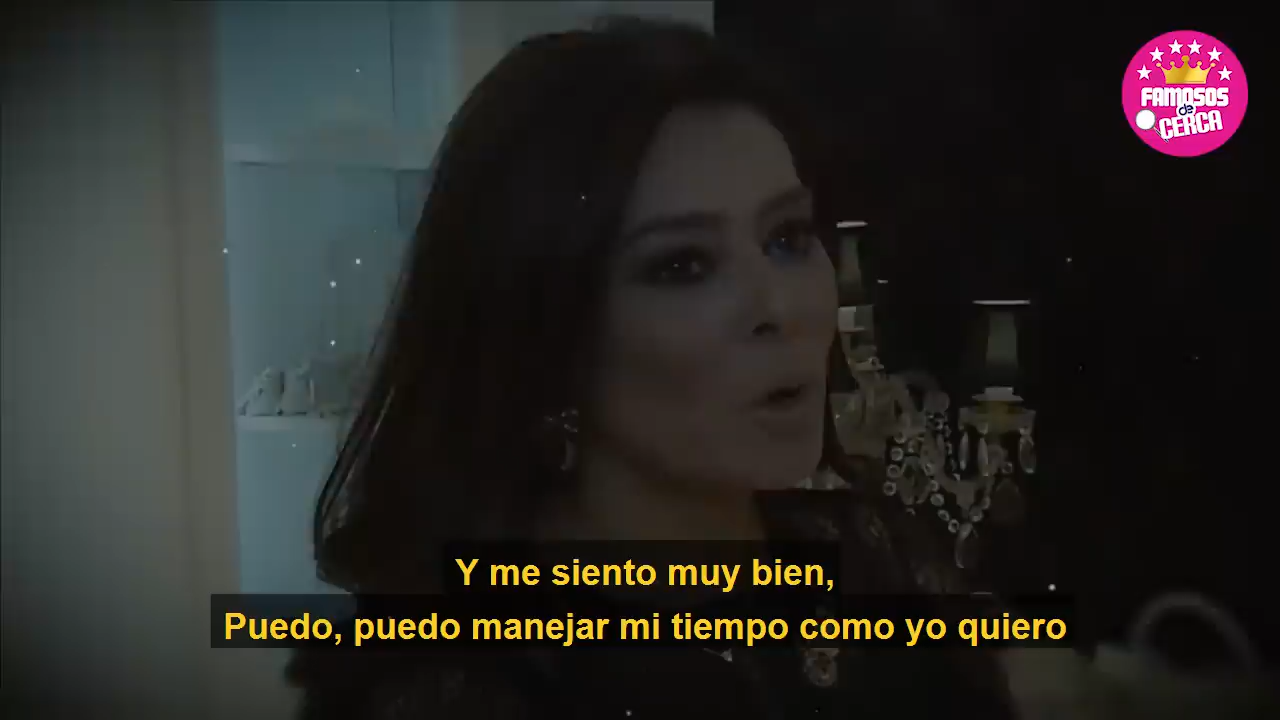 FAMOSOS
de
CERCA
Y me siento muy bien,
Puedo, puedo manejar mi tiempo como yo quiero